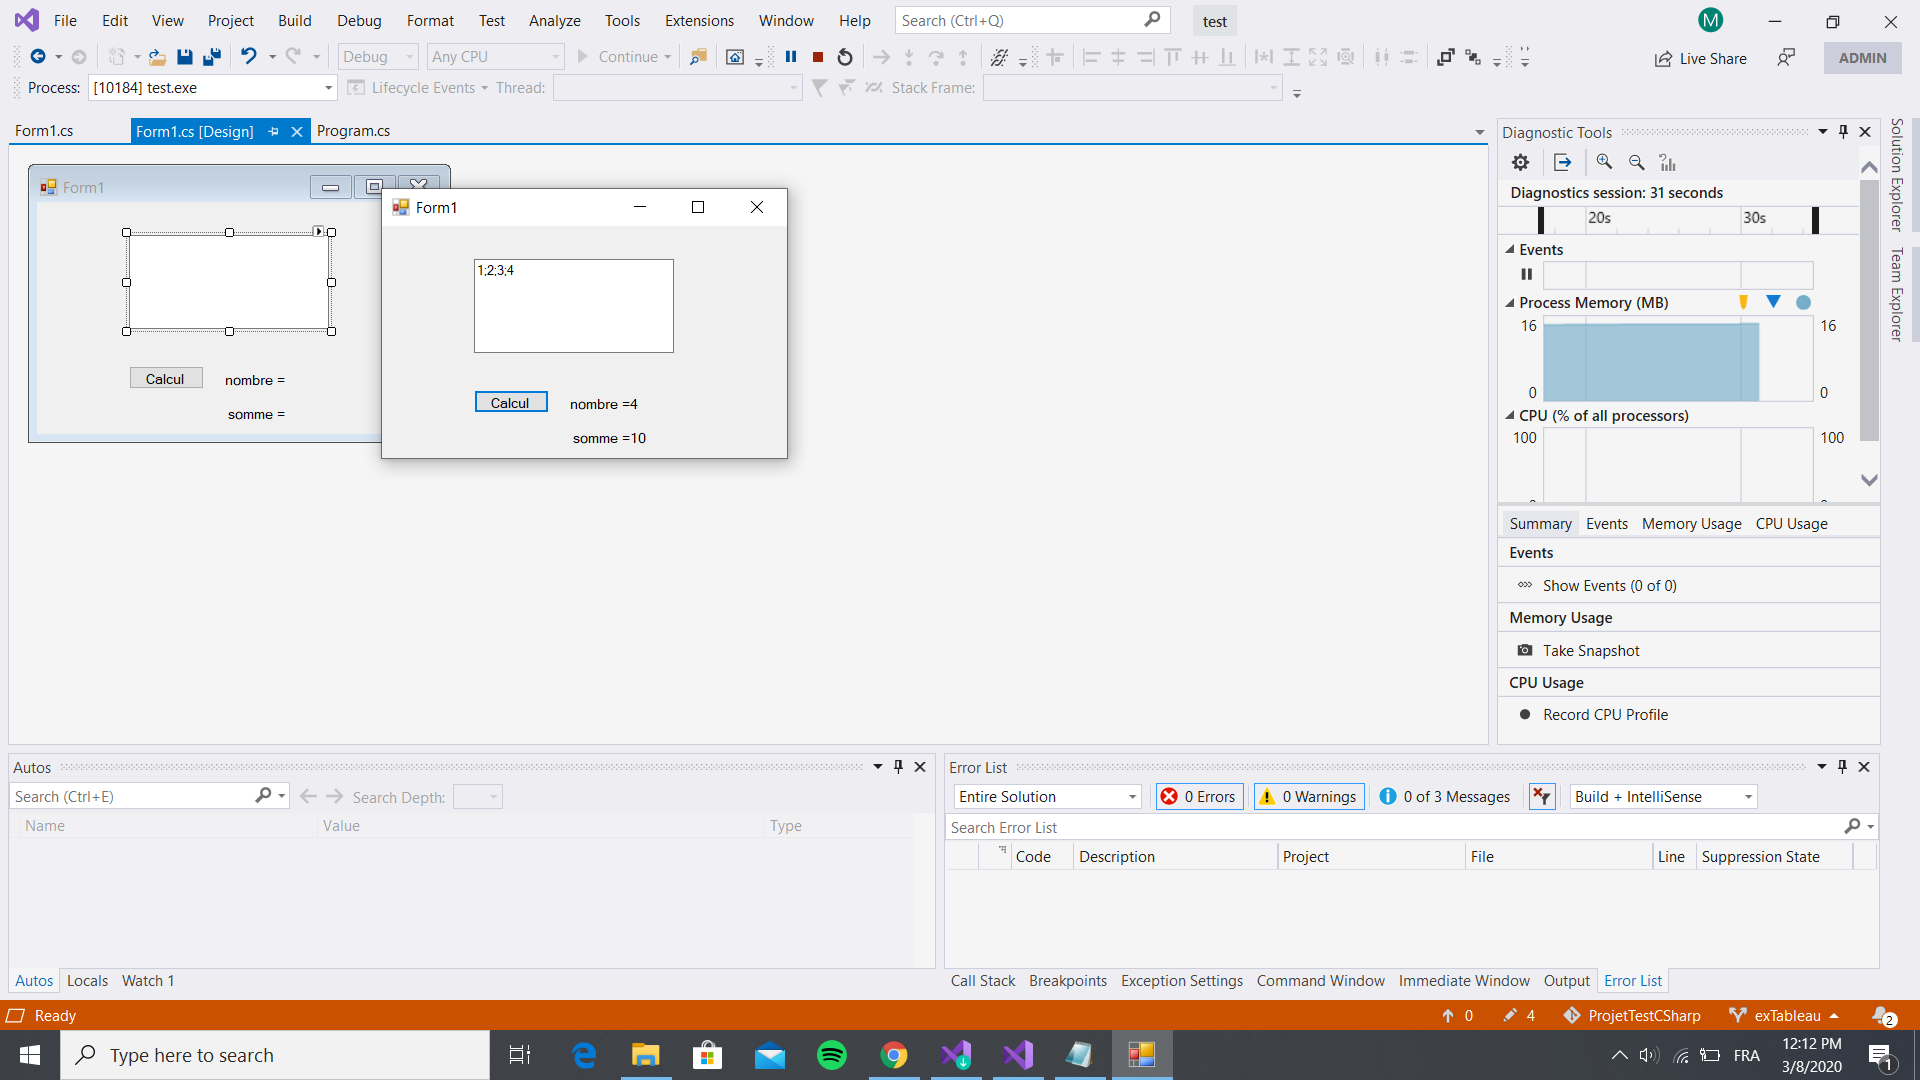 File Edit View Project Build Debug Format Test Analyze Tools Extensions Window Help Search (Ctrl+Q) test M
Debug Any CPU Continue Live Share ADMIN
Process: [10184] test.exe Lifecycle Events Thread: Stack Frame:
Form1.cs Form1.cs [Design] Program.cs
Form1
Calcul nombre =
somme =
Form1
1;2;3;4
Calcul nombre =4
somme =10
Diagnostic Tools
Diagnostics session: 31 seconds
20s 30s
Events
Process Memory (MB)
16 16
0 0
CPU (% of all processors)
100 100
Summary Events Memory Usage CPU Usage
Events
Show Events (0 of 0)
Memory Usage
Take Snapshot
CPU Usage
Record CPU Profile
Solution Explorer
Team Explorer
Autos
Search (Ctrl+E) Search Depth:
Name Value Type
Autos Locals Watch 1
Error List
Entire Solution 0 Errors 0 Warnings 0 of 3 Messages Build + IntelliSense
Search Error List
Code Description Project File Line Suppression State
Call Stack Breakpoints Exception Settings Command Window Immediate Window Output Error List
Ready 0 4 ProjetTestCSharp exTableau 2
Type here to search FRA 12:12 PM
3/8/2020 1